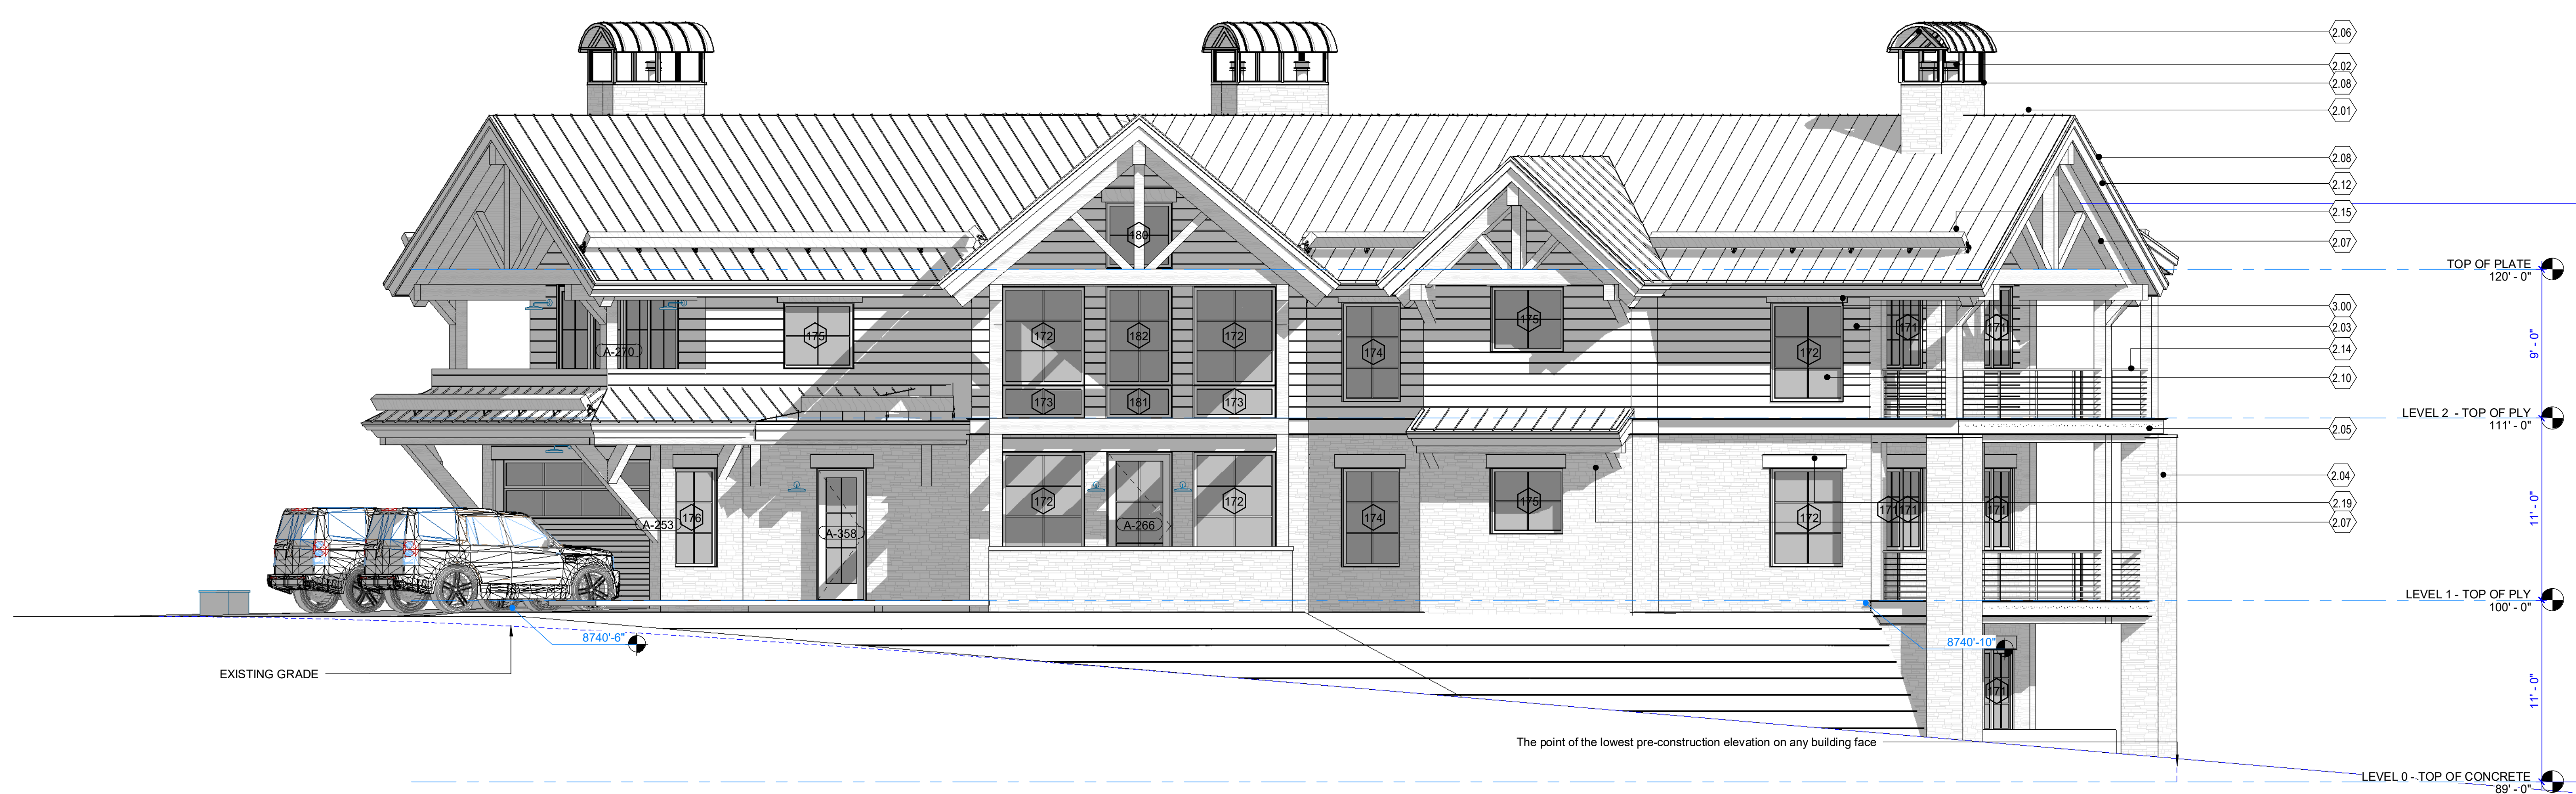 2.06
2.02
2.08
2.01
2.08
2.12
2.15
2.07
180
TOP OF PLATE
120' - 0"
3.00
2.03
2.14
2.10
175
172
182
172
175
174
172
171
171
A-270
9' - 0"
173
181
173
LEVEL 2 - TOP OF PLY
111' - 0"
2.05
2.04
2.19
2.07
172
172
175
174
172
176
171
171
171
A-253
A-358
A-266
11' - 0"
LEVEL 1 - TOP OF PLY
100' - 0"
8740'-6"
8740'-10"
EXISTING GRADE
171
11' - 0"
The point of the lowest pre-construction elevation on any building face
LEVEL 0 - TOP OF CONCRETE
89' - 0"